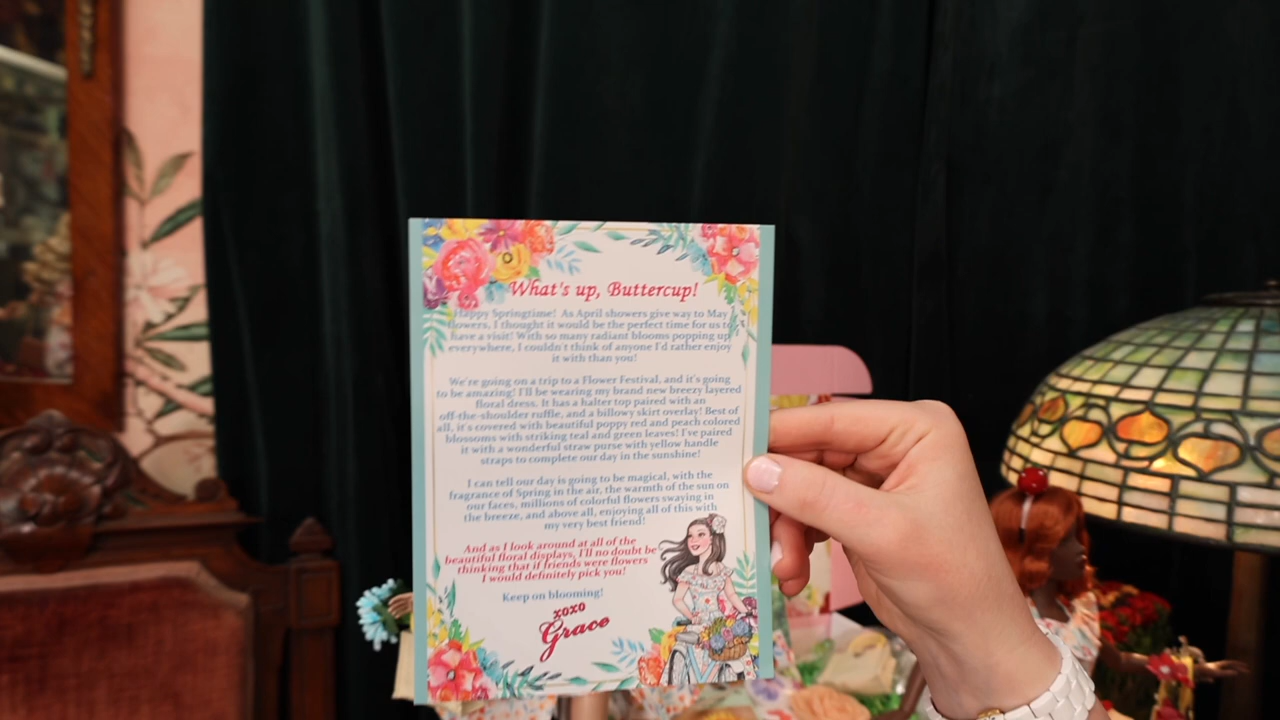 What's up, Buttercup!
Happy Springtime! As April showers give way to May
flowers, I thought it would be the perfect time for us to
have a visit! With so many radiant blooms popping up
everywhere, I couldn't think of anyone I'd rather enjoy
it with than you!
We're going on a trip to a Flower Festival, and it's going
to be amazing! I'll be wearing my brand new breezy layered
floral dress. It has a halter top paired with an
off-the-shoulder ruffle, and a billowy skirt overlay! Best of
all, it's covered with beautiful poppy red and peach colored
blossoms with striking teal and green leaves! I've paired
it with a wonderful straw purse with yellow handle
straps to complete our day in the sunshine!
I can tell our day is going to be magical, with the
fragrance of Spring in the air, the warmth of the sun on
our faces, millions of colorful flowers swaying in
the breeze, and above all, enjoying all of this with
my very best friend!
And as I look around at all of the
beautiful floral displays, I'll no doubt be
thinking that if friends were flowers
I would definitely pick you!
Keep on blooming!
xoxo
Grace